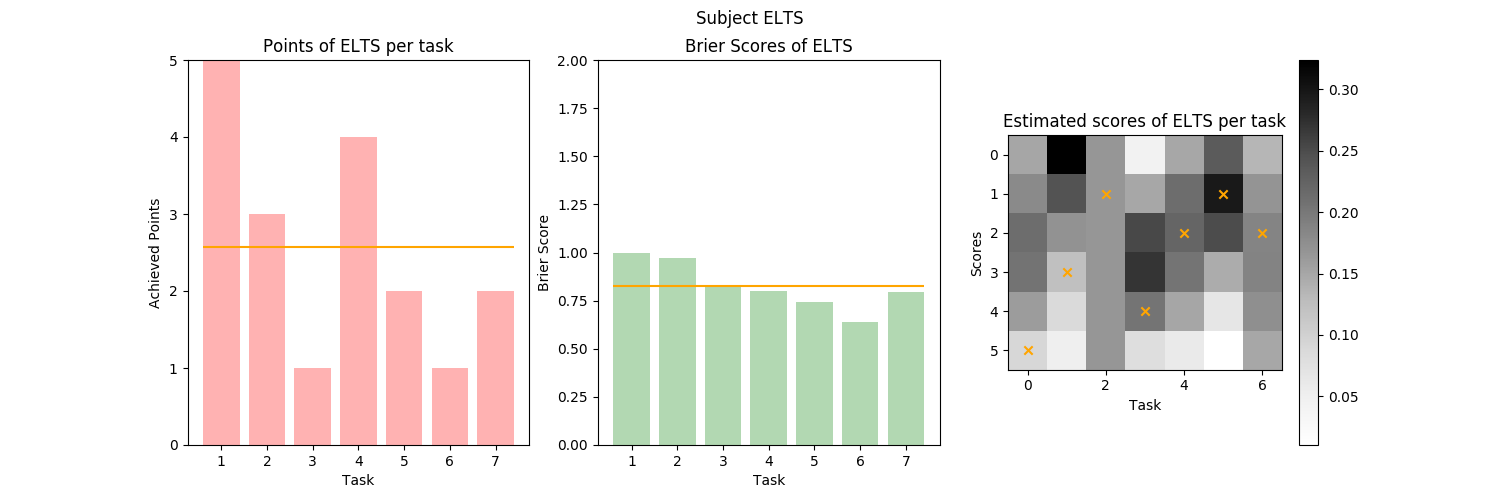 Subject ELTS
Points of ELTS per task
5
4
3
2
1
0
Achieved Points
1 2 3 4 5 6 7
Task
Brier Scores of ELTS
2.00
1.75
1.50
1.25
1.00
0.75
0.50
0.25
0.00
Brier Score
1 2 3 4 5 6 7
Task
Estimated scores of ELTS per task
0
1
2
3
4
5
Scores
0 2 4 6
Task
0.30
0.25
0.20
0.15
0.10
0.05